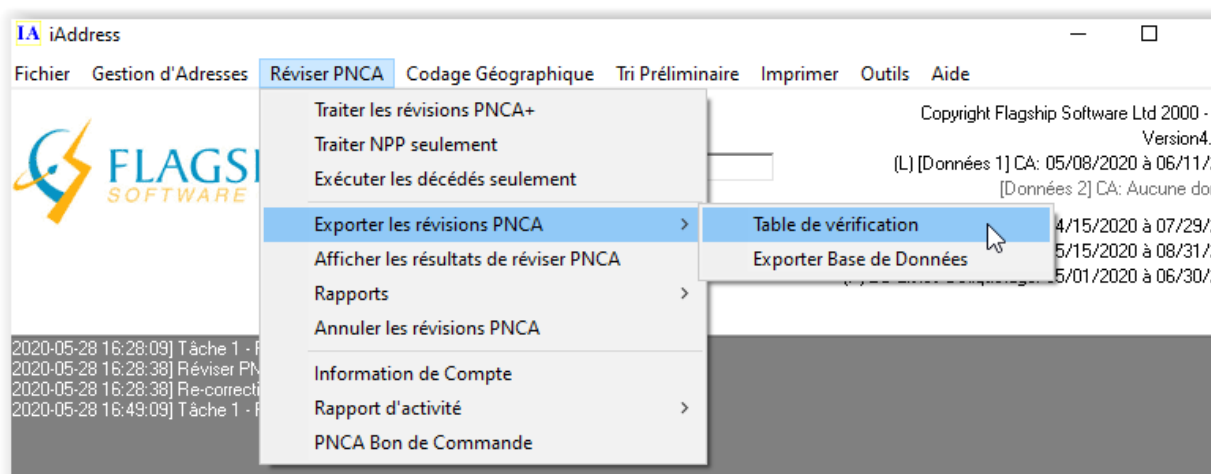 IA iAddress
Fichier Gestion d'Adresses Réviser PNCA Codage Géographique Tri Préliminaire Imprimer Outils Aide
Traiter les révisions PNCA+
Traiter NPP seulement
Exécuter les décédés seulement
Exporter les révisions PNCA
Afficher les résultats de réviser PNCA
Rapports
Annuler les révisions PNCA
Information de Compte
Rapport d'activité
PNCA Bon de Commande
Table de vérification
Exporter Base de Données
FLAGSI
SOFTWARE
Copyright Flagship Software Ltd 2000 -
Version4.
(L) [Données 1] CA: 05/08/2020 à 06/11/
[Données 2] CA: Aucune do
4/15/2020 à 07/29/
5/15/2020 à 08/31/
5/01/2020 à 06/30/
2020-05-28 16:28:09] Tâche 1 -
2020-05-28 16:28:38] Réviser PN
2020-05-28 16:28:38] Re-correcti
2020-05-28 16:49:09] Tâche 1 -